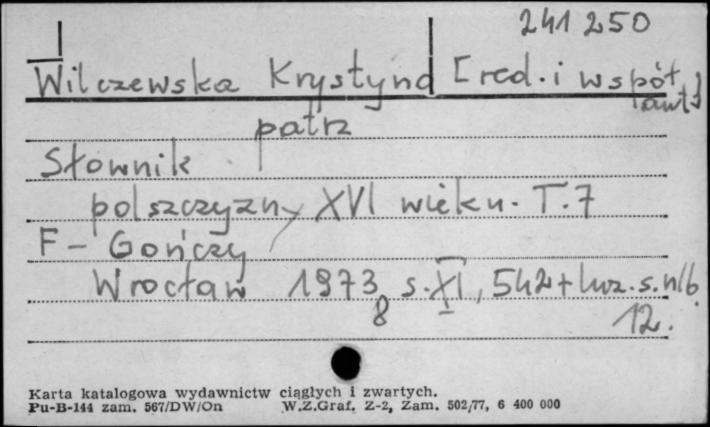 241 250
Wilczewska Krystyna [red. i współ
aut.]
patrz
Słownik
polszczyzny XVI wieku. T. 7
F - Gończy
Wrocław 1973 s. XI, 542 + s. nlb.
8 12.
Karta katalogowa wydawnictw ciągłych i zwartych.
Pu-B-144 zam. 567/DW/On W.Z.Graf. Z-2, Zam. 502/77, 6 400 000